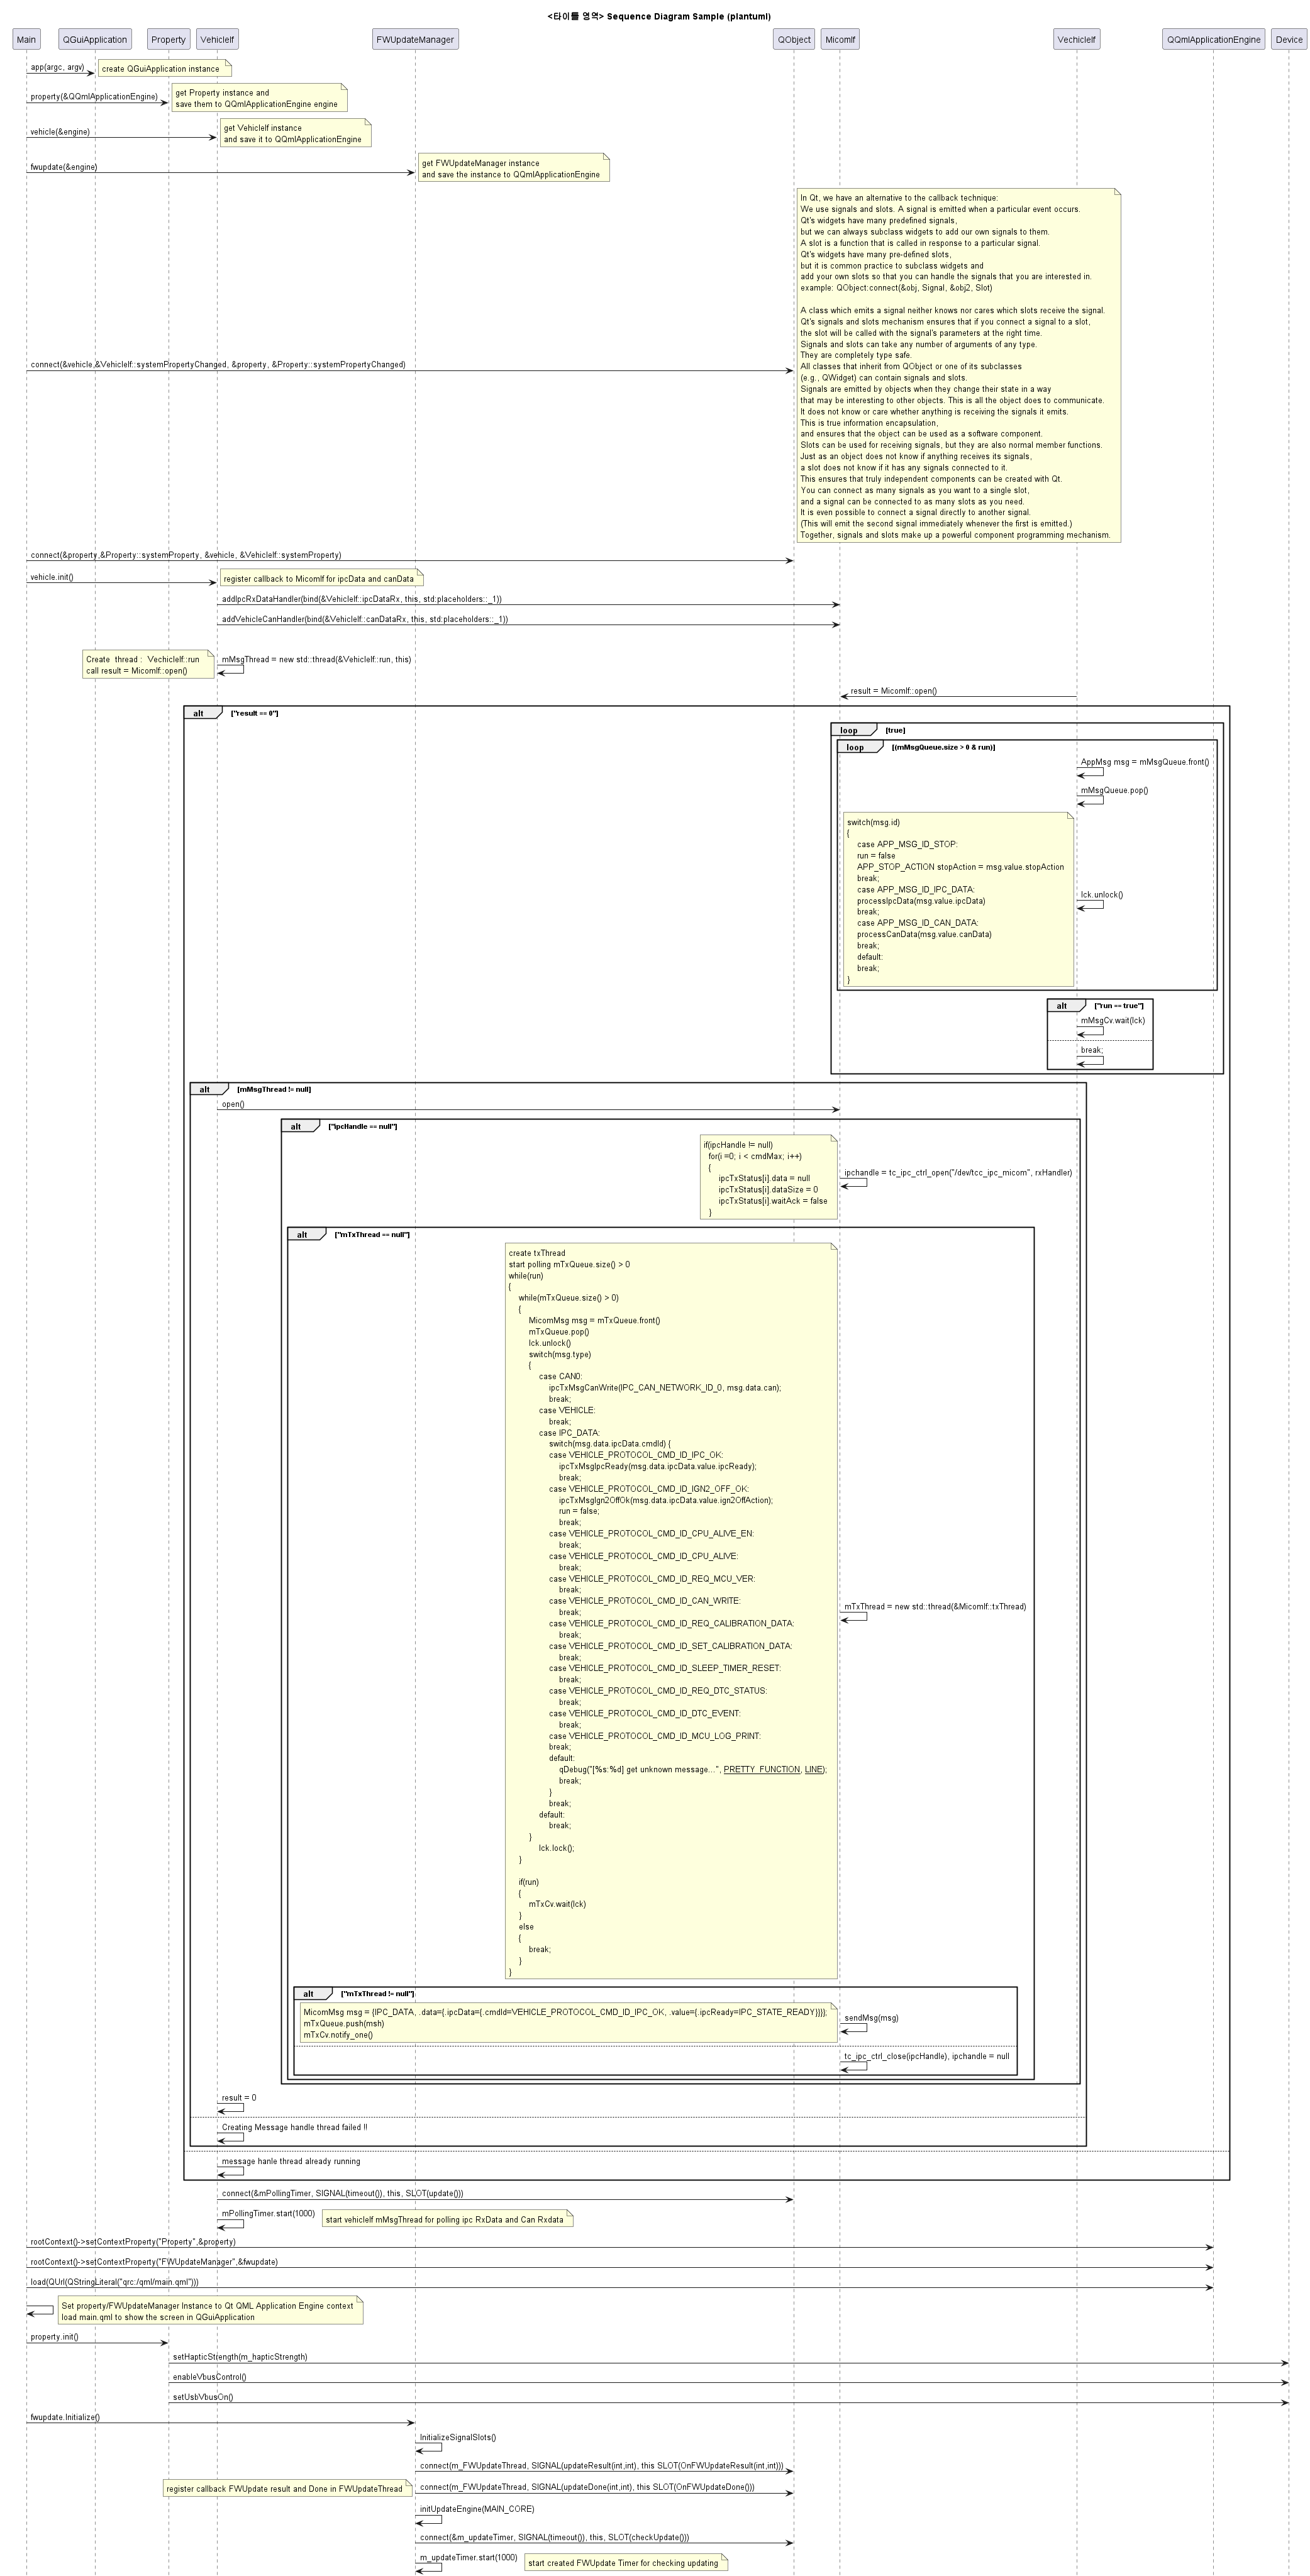 <타이틀 영역> Sequence Diagram Sample (plantuml)
Main
QGuiApplication
Property
VehicleIf
FWUpdateManager
QObject
MicomIf
VechicleIf
QQmlApplicationEngine
Device
app(argc, argv)
create QGuiApplication instance
property(&QQmlApplicationEngine)
get Property instance and
save them to QQmlApplicationEngine engine
vehicle(&engine)
get VehicleIf instance
and save it to QQmlApplicationEngine
fwupdate(&engine)
get FWUpdateManager instance
and save the instance to QQmlApplicationEngine
In Qt, we have an alternative to the callback technique:
We use signals and slots. A signal is emitted when a particular event occurs.
Qt's widgets have many predefined signals,
but we can always subclass widgets to add our own signals to them.
A slot is a function that is called in response to a particular signal.
Qt's widgets have many pre-defined slots,
but it is common practice to subclass widgets and
add your own slots so that you can handle the signals that you are interested in.
example: QObject:connect(&obj, Signal, &obj2, Slot)
A class which emits a signal neither knows nor cares which slots receive the signal.
Qt's signals and slots mechanism ensures that if you connect a signal to a slot,
the slot will be called with the signal's parameters at the right time.
Signals and slots can take any number of arguments of any type.
They are completely type safe.
connect(&vehicle,&VehicleIf::systemPropertyChanged, &property, &Property::systemPropertyChanged)
All classes that inherit from QObject or one of its subclasses
(e.g., QWidget) can contain signals and slots.
Signals are emitted by objects when they change their state in a way
that may be interesting to other objects. This is all the object does to communicate.
It does not know or care whether anything is receiving the signals it emits.
This is true information encapsulation,
and ensures that the object can be used as a software component.
Slots can be used for receiving signals, but they are also normal member functions.
Just as an object does not know if anything receives its signals,
a slot does not know if it has any signals connected to it.
This ensures that truly independent components can be created with Qt.
You can connect as many signals as you want to a single slot,
and a signal can be connected to as many slots as you need.
It is even possible to connect a signal directly to another signal.
(This will emit the second signal immediately whenever the first is emitted.)
Together, signals and slots make up a powerful component programming mechanism.
connect(&property,&Property::systemProperty, &vehicle, &VehicleIf::systemProperty)
vehicle.init()
register callback to MicomIf for ipcData and canData
addIpcRxDataHandler(bind(&VehicleIf::ipcDataRx, this, std:placeholders::_1))
addVehicleCanHandler(bind(&VehicleIf::canDataRx, this, std:placeholders::_1))
Create  thread :  VechicleIf::run
call result = MicomIf::open()
mMsgThread = new std::thread(&VehicleIf::run, this)
result = MicomIf::open()
alt ["result == 0"]
loop [true]
loop [(mMsgQueue.size > 0 & run)]
AppMsg msg = mMsgQueue.front()
mMsgQueue.pop()
switch(msg.id)
{
case APP_MSG_ID_STOP:
run = false
APP_STOP_ACTION stopAction = msg.value.stopAction
break;
case APP_MSG_ID_IPC_DATA:
processIpcData(msg.value.ipcData)
break;
case APP_MSG_ID_CAN_DATA:
processCanData(msg.value.canData)
break;
default:
break;
}
lck.unlock()
alt ["run == true"]
mMsgCv.wait(lck)
break;
alt [mMsgThread != null]
open()
alt ["ipcHandle == null"]
if(ipcHandle != null)
for(i =0; i < cmdMax; i++)
{
ipcTxStatus[i].data = null
ipcTxStatus[i].dataSize = 0
ipcTxStatus[i].waitAck = false
}
ipchandle = tc_ipc_ctrl_open("/dev/tcc_ipc_micom", rxHandler)
alt ["mTxThread == null"]
create txThread
start polling mTxQueue.size() > 0
while(run)
{
while(mTxQueue.size() > 0)
{
MicomMsg msg = mTxQueue.front()
mTxQueue.pop()
lck.unlock()
switch(msg.type)
{
case CAN0:
ipcTxMsgCanWrite(IPC_CAN_NETWORK_ID_0, msg.data.can);
break;
case VEHICLE:
break;
case IPC_DATA:
switch(msg.data.ipcData.cmdId) {
case VEHICLE_PROTOCOL_CMD_ID_IPC_OK:
ipcTxMsgIpcReady(msg.data.ipcData.value.ipcReady);
break;
case VEHICLE_PROTOCOL_CMD_ID_IGN2_OFF_OK:
ipcTxMsgIgn2OffOk(msg.data.ipcData.value.ign2OffAction);
run = false;
break;
case VEHICLE_PROTOCOL_CMD_ID_CPU_ALIVE_EN:
break;
case VEHICLE_PROTOCOL_CMD_ID_CPU_ALIVE:
break;
case VEHICLE_PROTOCOL_CMD_ID_REQ_MCU_VER:
break;
case VEHICLE_PROTOCOL_CMD_ID_CAN_WRITE:
break;
case VEHICLE_PROTOCOL_CMD_ID_REQ_CALIBRATION_DATA:
break;
case VEHICLE_PROTOCOL_CMD_ID_SET_CALIBRATION_DATA:
break;
case VEHICLE_PROTOCOL_CMD_ID_SLEEP_TIMER_RESET:
break;
case VEHICLE_PROTOCOL_CMD_ID_REQ_DTC_STATUS:
break;
case VEHICLE_PROTOCOL_CMD_ID_DTC_EVENT:
break;
case VEHICLE_PROTOCOL_CMD_ID_MCU_LOG_PRINT:
break;
default:
qDebug("[%s:%d] get unknown message...", PRETTY_FUNCTION, LINE);
break;
}
break;
default:
break;
}
lck.lock();
}
if(run)
{
mTxCv.wait(lck)
}
else
{
break;
}
}
mTxThread = new std::thread(&MicomIf::txThread)
alt ["mTxThread != null"]
MicomMsg msg = {IPC_DATA, .data={.ipcData={.cmdId=VEHICLE_PROTOCOL_CMD_ID_IPC_OK, .value={.ipcReady=IPC_STATE_READY}}}};
mTxQueue.push(msh)
mTxCv.notify_one()
sendMsg(msg)
tc_ipc_ctrl_close(ipcHandle), ipchandle = null
result = 0
Creating Message handle thread failed !!
message hanle thread already running
connect(&mPollingTimer, SIGNAL(timeout()), this, SLOT(update()))
mPollingTimer.start(1000)
start vehicleIf mMsgThread for polling ipc RxData and Can Rxdata
rootContext()->setContextProperty("Property",&property)
rootContext()->setContextProperty("FWUpdateManager",&fwupdate)
load(QUrl(QStringLiteral("qrc:/qml/main.qml")))
Set property/FWUpdateManager Instance to Qt QML Application Engine context
load main.qml to show the screen in QGuiApplication
property.init()
setHapticStrength(m_hapticStrength)
enableVbusControl()
setUsbVbusOn()
fwupdate.Initialize()
InitializeSignalSlots()
connect(m_FWUpdateThread, SIGNAL(updateResult(int,int), this SLOT(OnFWUpdateResult(int,int)))
register callback FWUpdate result and Done in FWUpdateThread
connect(m_FWUpdateThread, SIGNAL(updateDone(int,int), this SLOT(OnFWUpdateDone()))
initUpdateEngine(MAIN_CORE)
connect(&m_updateTimer, SIGNAL(timeout()), this, SLOT(checkUpdate()))
m_updateTimer.start(1000)
start created FWUpdate Timer for checking updating